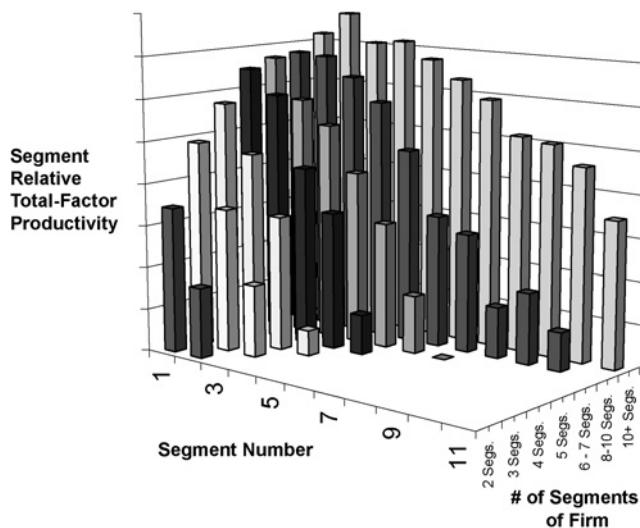 Segment
Relative
Total-Factor
Productivity
1
3
5
7
9
11
Segment Number
2 Segs.
3 Segs.
4 Segs.
5 Segs.
6 - 7 Segs.
8-10 Segs.
10+ Segs.
# of Segments
of Firm